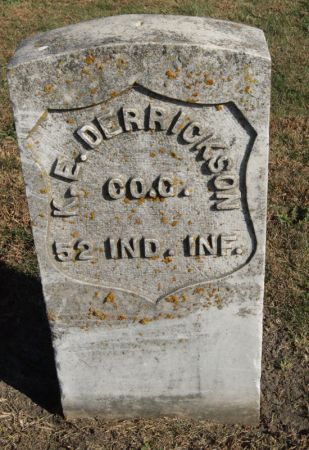 K.E. DERRICKSON
CO.C.
52 IND. INF.